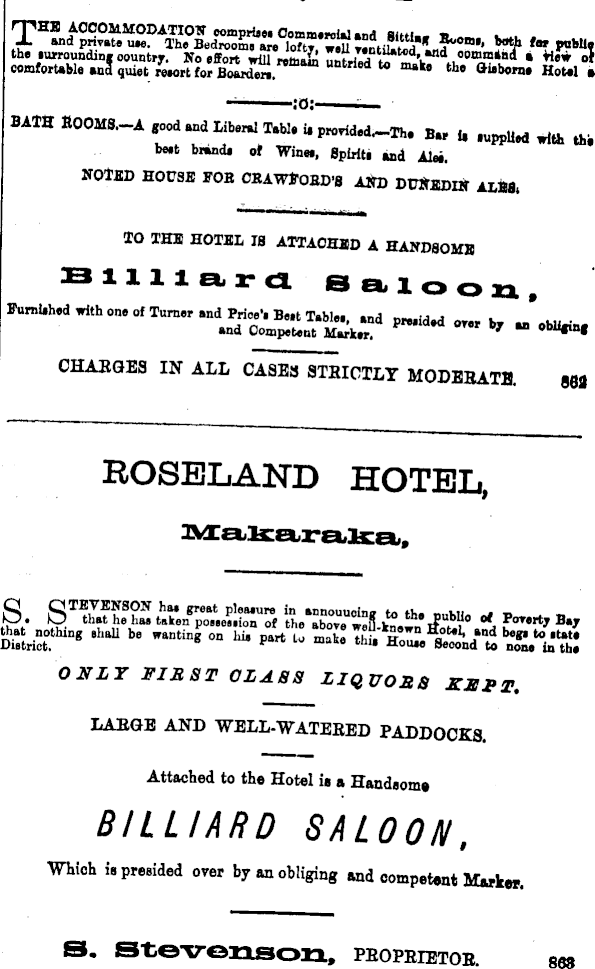 THE ACCOMMODATION comprises Commercial and Sitting Rooms, both for public
and private use. The Bedrooms are lofty, well ventilated, and command a view of
the surrounding country. No effort will remain untried to make the Gisborne Hotel a
comfortable and quiet resort for Boarders.
:o:
BATH ROOMS.—A good and Liberal Table is provided.—The Bar is supplied with the
best brands of Wines, Spirits and Ales.
NOTED HOUSE FOR CRAWFORD'S AND DUNEDIN ALES.
TO THE HOTEL IS ATTACHED A HANDSOME
Billiard Saloon,
Furnished with one of Turner and Price's Best Tables, and presided over by an obliging
and Competent Marker.
CHARGES IN ALL CASES STRICTLY MODERATE. 862
ROSELAND HOTEL,
Makaraka,
S. STEVENSON has great pleasure in annouucing to the public of Poverty Bay
that he has taken possession of the above well-known Hotel, and begs to state
that nothing shall be wanting on his part to make this House Second to none in the
District.
ONLY FIRST CLASS LIQUORS KEPT.
LARGE AND WELL-WATERED PADDOCKS.
Attached to the Hotel is a Handsome
BILLIARD SALOON,
Which is presided over by an obliging and competent Marker.
S. Stevenson, PROPRIETOR. 863